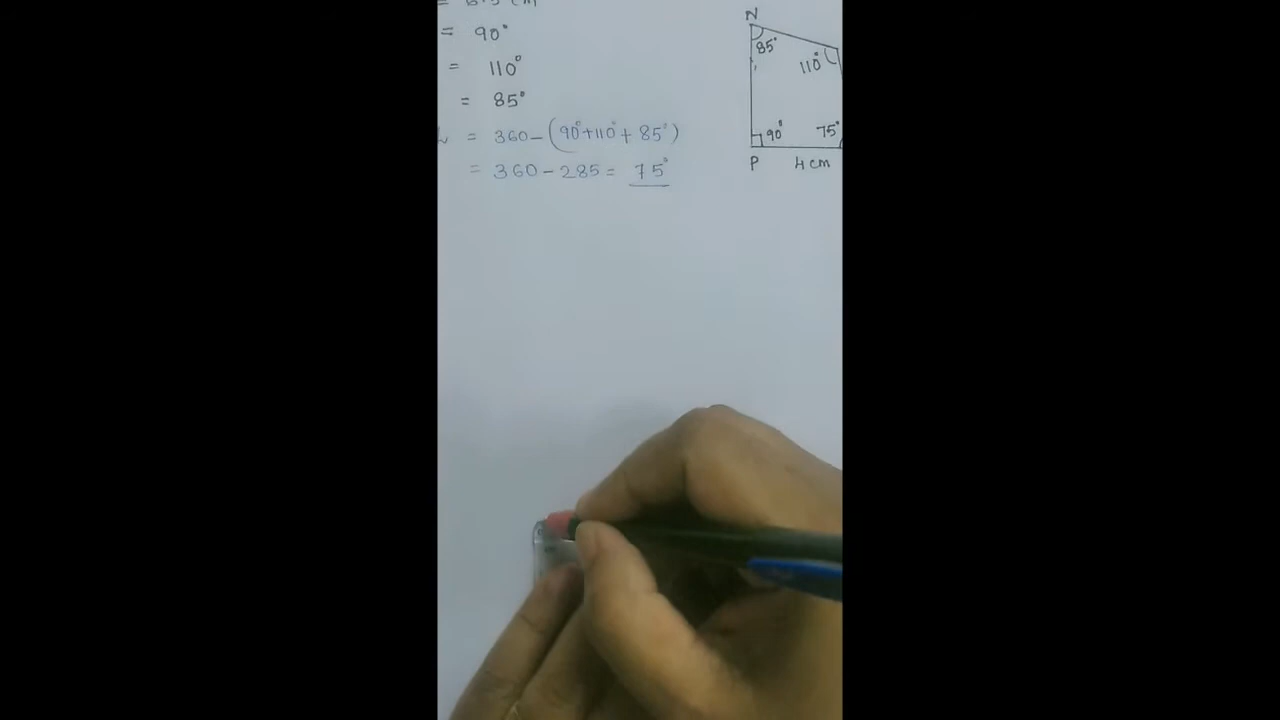 = 90°
= 110°
= 85°
= 360 - (90°+110°+ 85°)
= 360 - 285 = 75°
N
85°
110°
90°
75°
P
4 cm